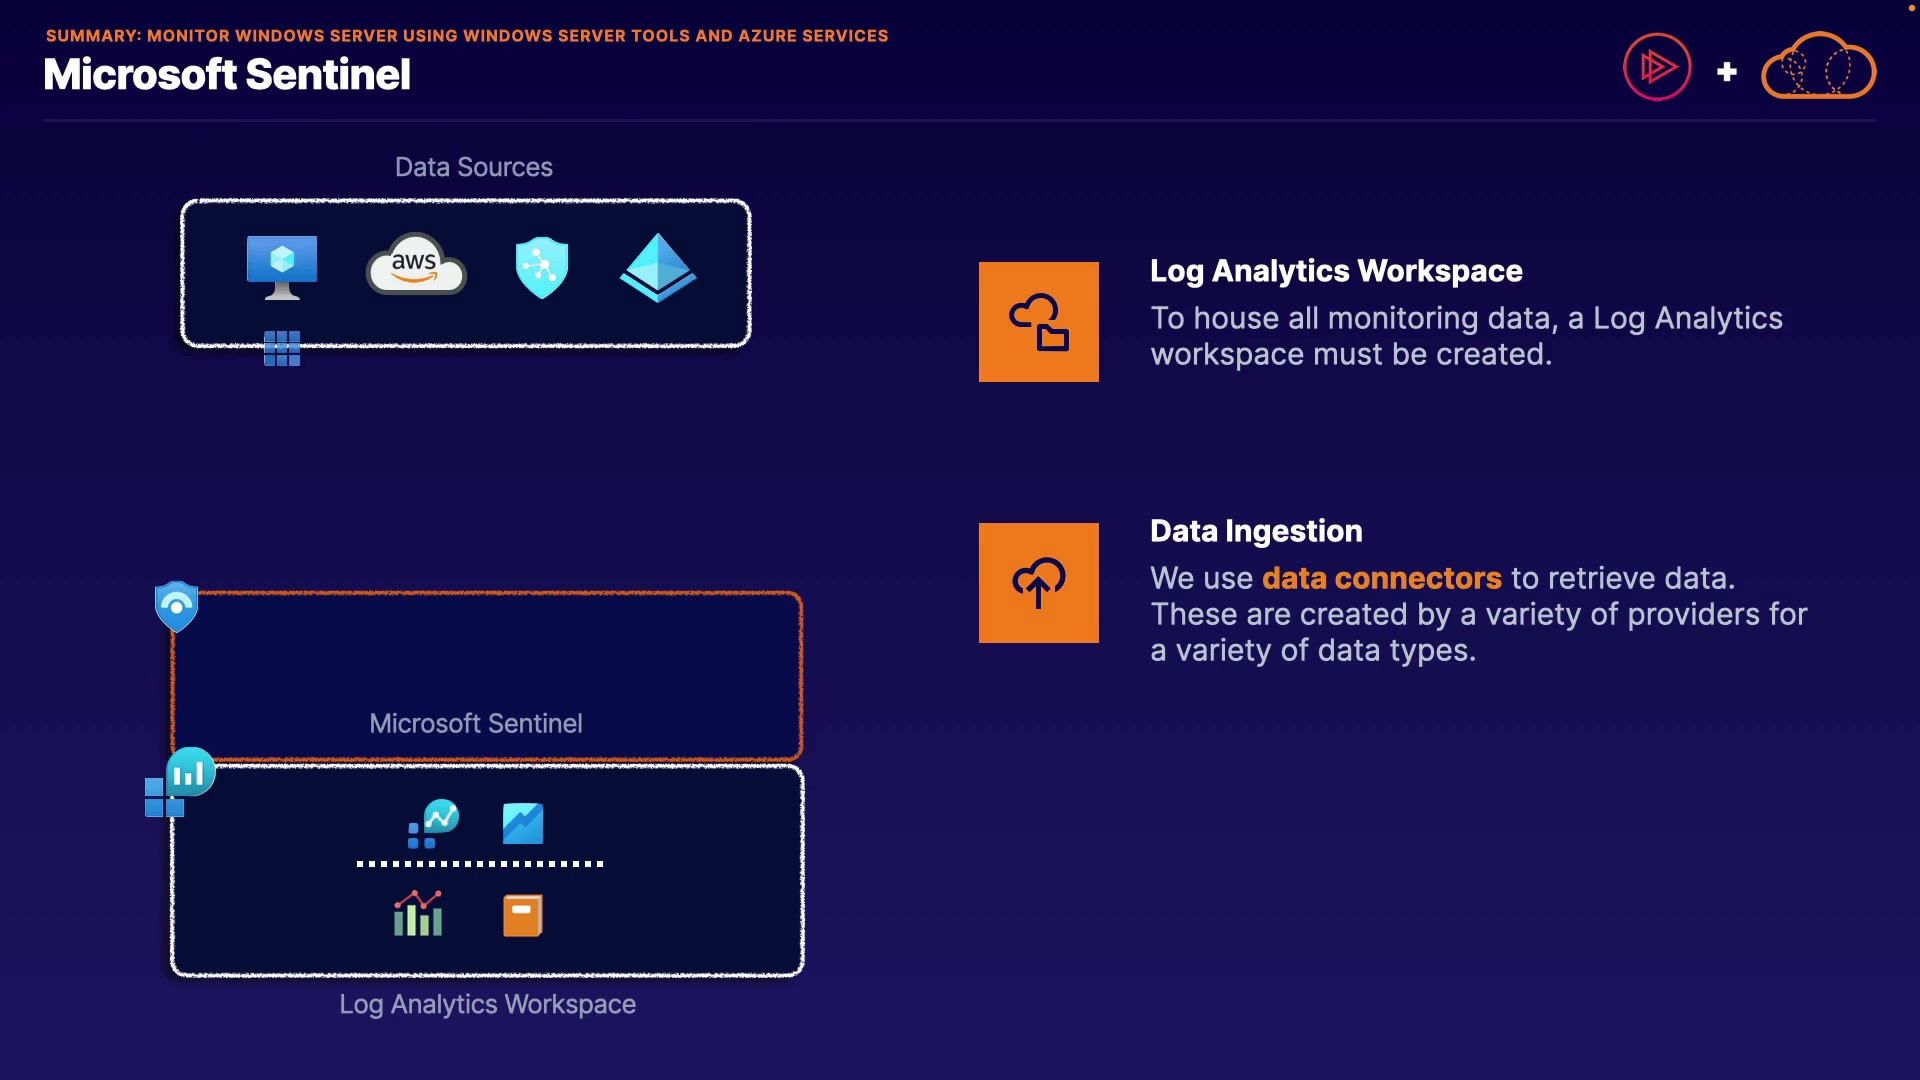 SUMMARY: MONITOR WINDOWS SERVER USING WINDOWS SERVER TOOLS AND AZURE SERVICES
Microsoft Sentinel
Data Sources
aws
Log Analytics Workspace
To house all monitoring data, a Log Analytics
workspace must be created.
Data Ingestion
We use data connectors to retrieve data.
These are created by a variety of providers for
a variety of data types.
Microsoft Sentinel
Log Analytics Workspace